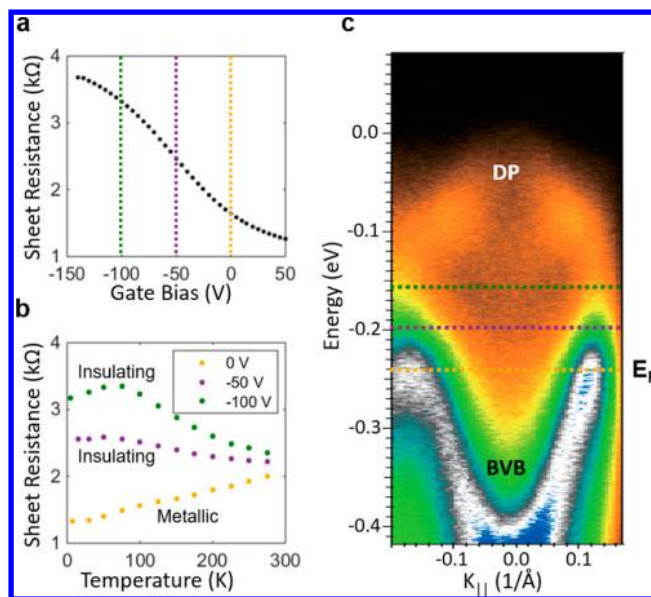 a
Sheet Resistance (kΩ)
4
3
2
1
-150 -100 -50 0 50
Gate Bias (V)
b
Sheet Resistance (kΩ)
4
3
2
1
Insulating
Insulating
Metallic
0 V
-50 V
-100 V
0 100 200 300
Temperature (K)
c
Energy (eV)
0.0
-0.1
-0.2
-0.3
-0.4
DP
BVB
-0.1 0.0 0.1
K|| (1/Å)